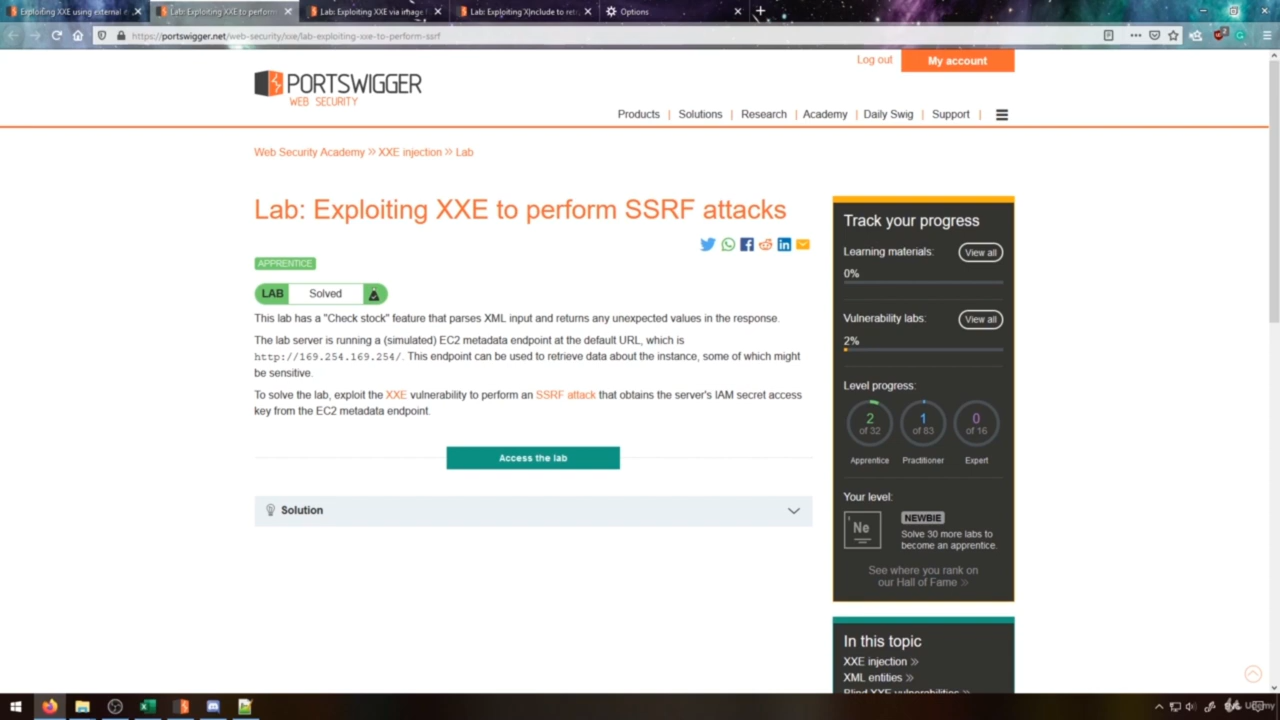 Exploiting XXE using external e
Lab: Exploiting XXE to perform
Lab: Exploiting XXE via image f
Lab: Exploiting XInclude to ret
Options
https://portswigger.net/web-security/xxe/lab-exploiting-xxe-to-perform-ssrf
Log out
My account
PORTSWIGGER
WEB SECURITY
Products | Solutions | Research | Academy | Daily Swig | Support |
Web Security Academy » XXE injection » Lab
Lab: Exploiting XXE to perform SSRF attacks
APPRENTICE
LAB Solved
This lab has a "Check stock" feature that parses XML input and returns any unexpected values in the response.
The lab server is running a (simulated) EC2 metadata endpoint at the default URL, which is
http://169.254.169.254/. This endpoint can be used to retrieve data about the instance, some of which might
be sensitive.
To solve the lab, exploit the XXE vulnerability to perform an SSRF attack that obtains the server's IAM secret access
key from the EC2 metadata endpoint.
Access the lab
Solution
Track your progress
Learning materials: View all
0%
Vulnerability labs: View all
2%
Level progress:
2 of 32
1 of 83
0 of 16
Apprentice Practitioner Expert
Your level:
Ne
NEWBIE
Solve 30 more labs to
become an apprentice.
See where you rank on
our Hall of Fame »
In this topic
XXE injection »
XML entities »
Blind XXE vulnerabilities »
Udemy